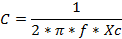 C = 1 / (2 * π * f * Xc)